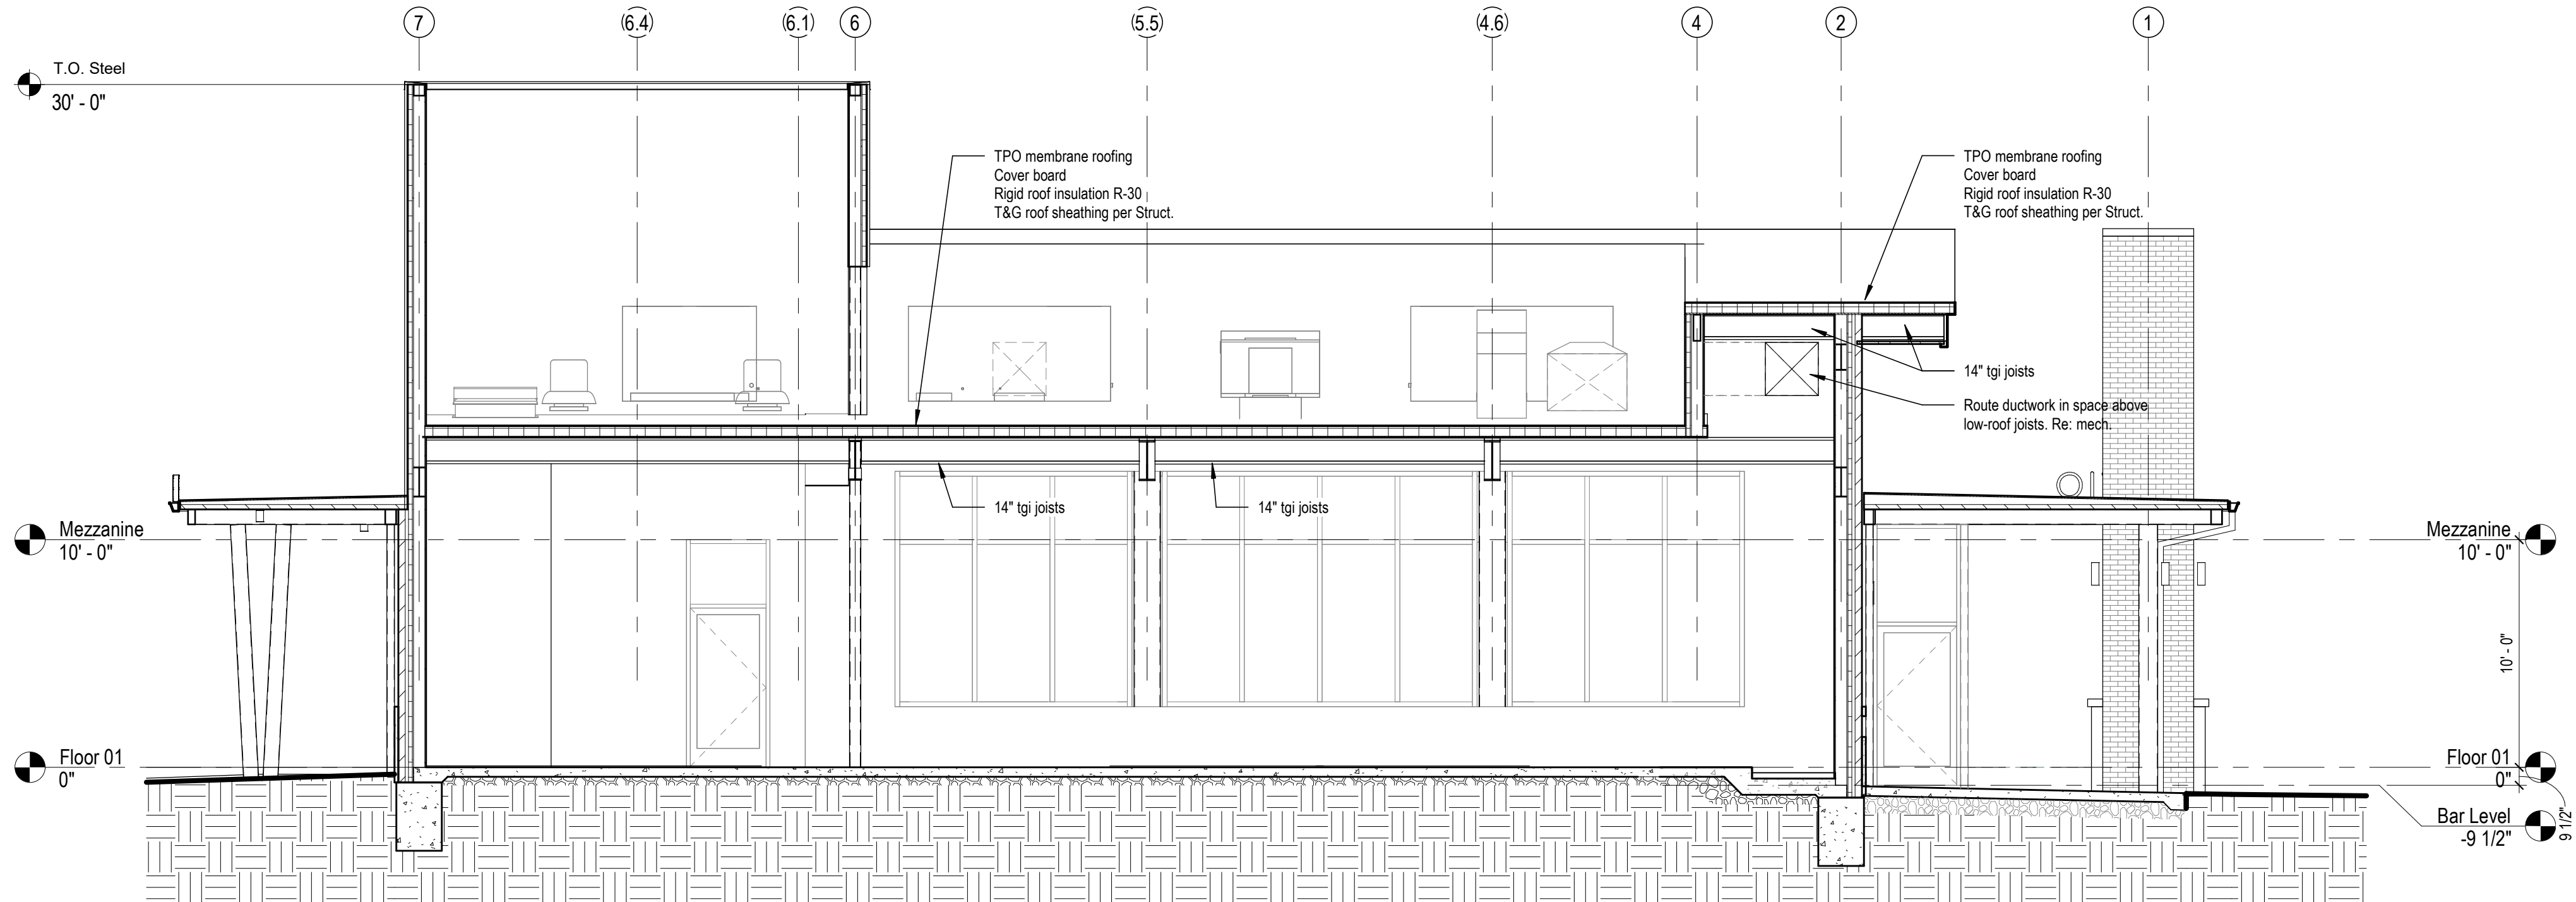 7
(6.4)
(6.1)
6
(5.5)
(4.6)
4
2
1
T.O. Steel
30' - 0"
TPO membrane roofing
Cover board
Rigid roof insulation R-30
T&G roof sheathing per Struct.
TPO membrane roofing
Cover board
Rigid roof insulation R-30
T&G roof sheathing per Struct.
14" tgi joists
Route ductwork in space above
low-roof joists. Re: mech.
14" tgi joists
14" tgi joists
Mezzanine
10' - 0"
Mezzanine
10' - 0"
10' - 0"
Floor 01
0"
Floor 01
0"
Bar Level
-9 1/2"
9 1/2"